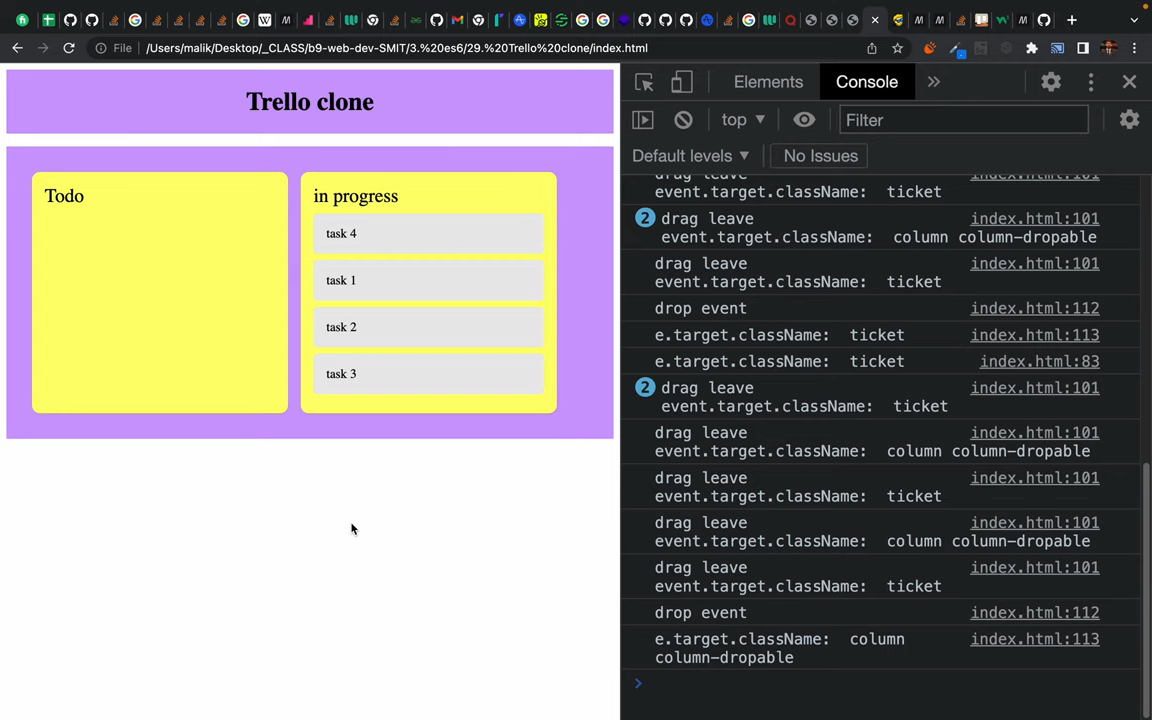 File
/Users/malik/Desktop/_CLASS/b9-web-dev-SMIT/3.%20es6/29.%20Trello%20clone/index.html
Trello clone
Todo
in progress
task 4
task 1
task 2
task 3
Elements
Console
top
Filter
Default levels
No Issues
drag leave
event.target.className: ticket
2 drag leave index.html:101
event.target.className: column column-dropable
drag leave index.html:101
event.target.className: ticket
drop event index.html:112
e.target.className: ticket index.html:113
e.target.className: ticket index.html:83
2 drag leave index.html:101
event.target.className: ticket
drag leave index.html:101
event.target.className: column column-dropable
drag leave index.html:101
event.target.className: ticket
drag leave index.html:101
event.target.className: column column-dropable
drag leave index.html:101
event.target.className: ticket
drop event index.html:112
e.target.className: column index.html:113
column-dropable